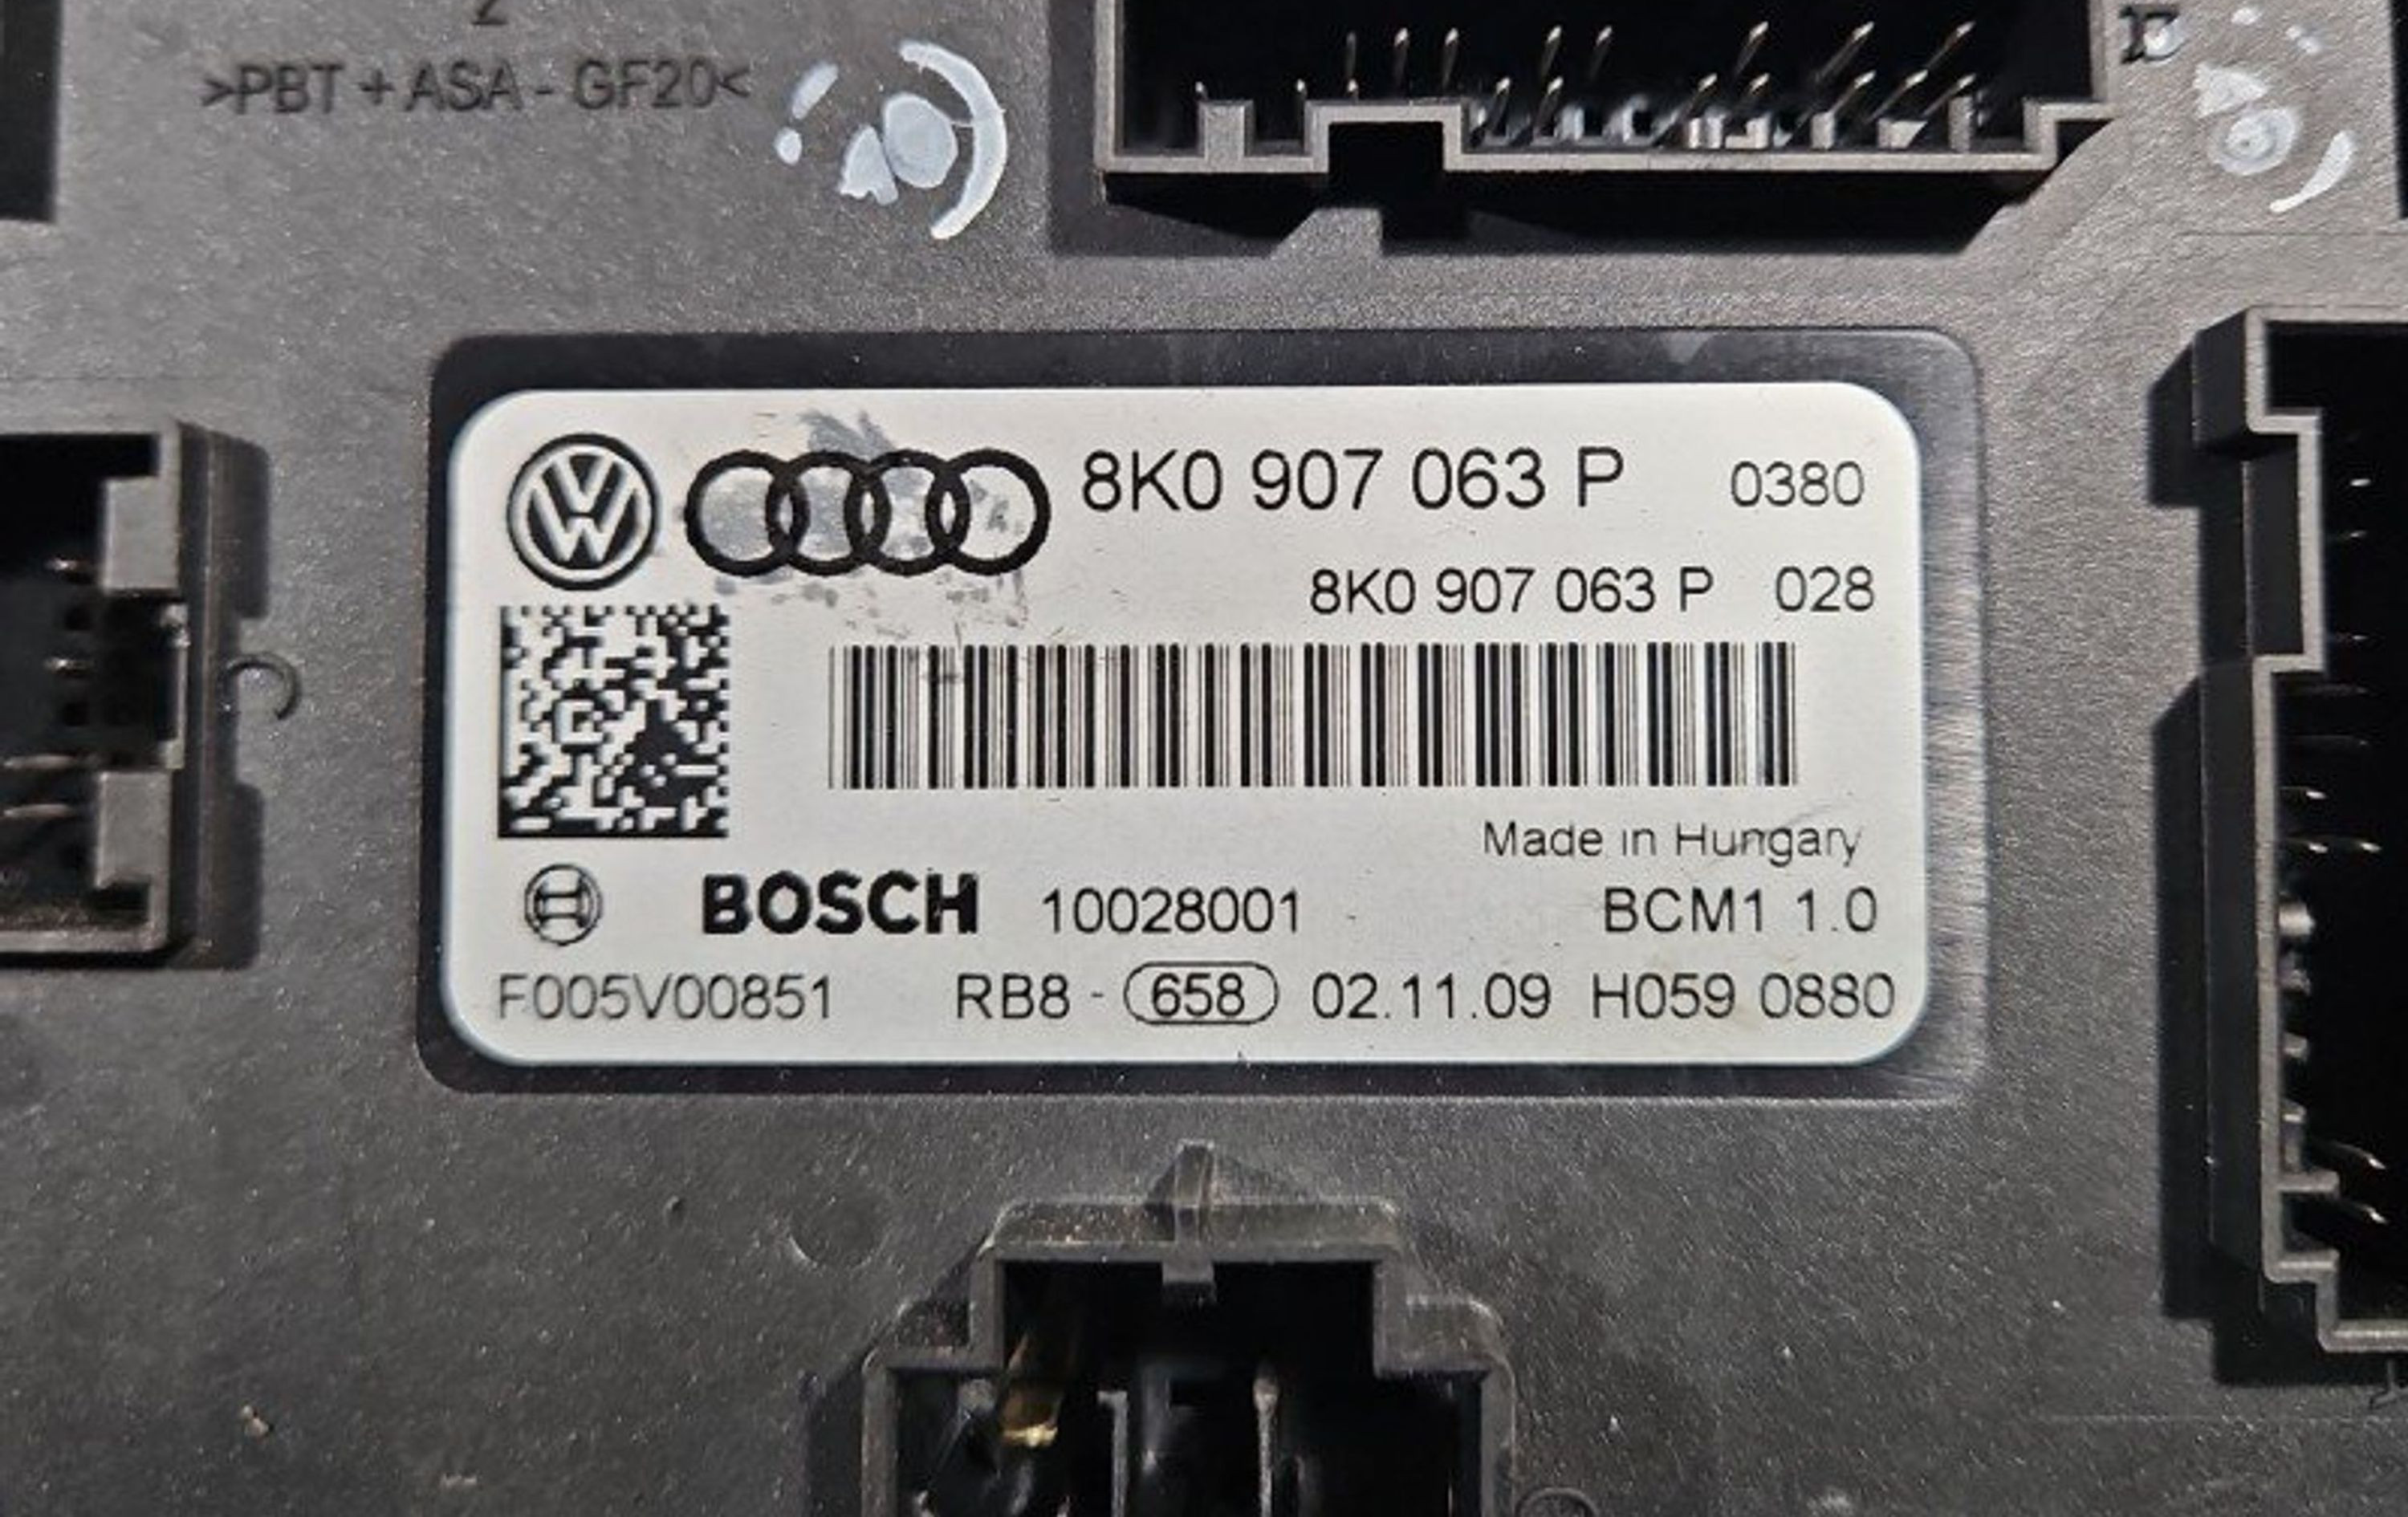 2
>PBT + ASA - GF20<
8K0 907 063 P 0380
8K0 907 063 P 028
Made in Hungary
BOSCH 10028001 BCM1 1.0
F005V00851 RB8 - 658 02.11.09 H059 0880